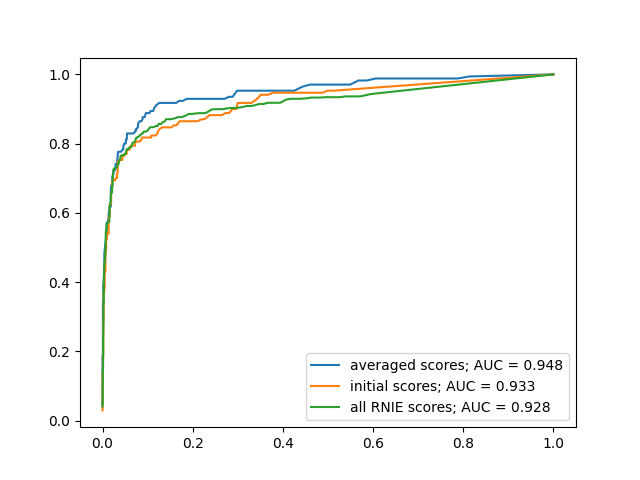 1.0
0.8
0.6
0.4
0.2
0.0
averaged scores; AUC = 0.948
initial scores; AUC = 0.933
all RNIE scores; AUC = 0.928
0.0 0.2 0.4 0.6 0.8 1.0